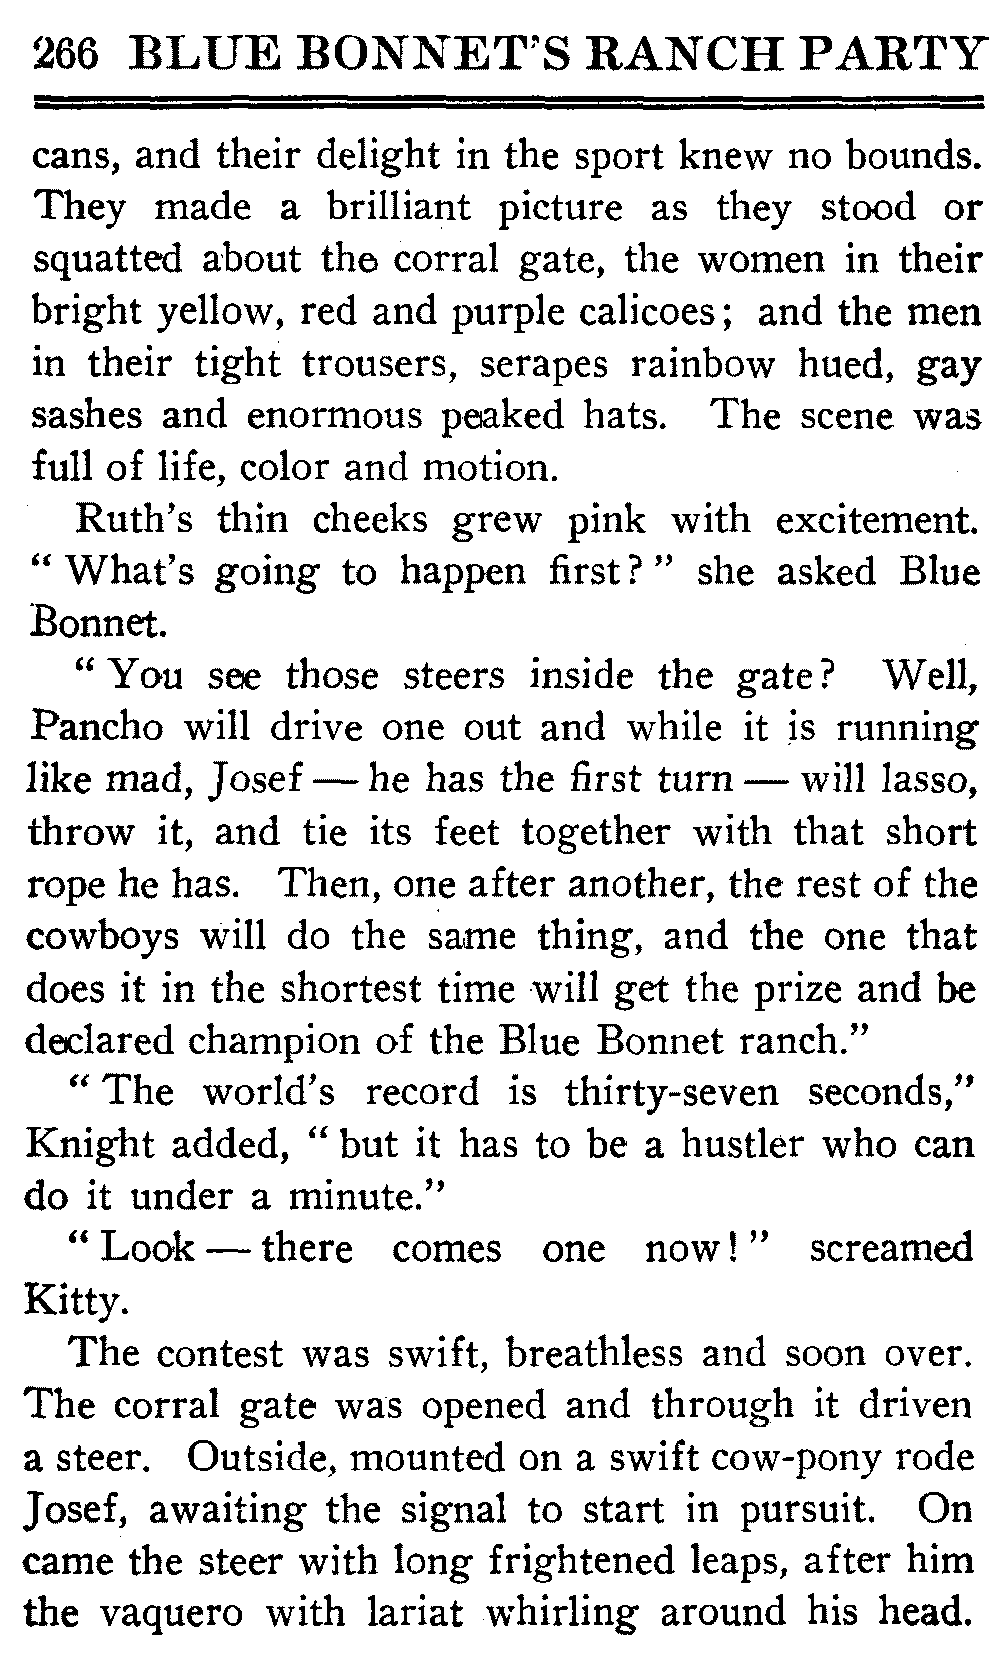 266 BLUE BONNET'S RANCH PARTY
cans, and their delight in the sport knew no bounds.
They made a brilliant picture as they stood or
squatted about the corral gate, the women in their
bright yellow, red and purple calicoes; and the men
in their tight trousers, serapes rainbow hued, gay
sashes and enormous peaked hats. The scene was
full of life, color and motion.
Ruth's thin cheeks grew pink with excitement.
" What's going to happen first? " she asked Blue
Bonnet.
" You see those steers inside the gate? Well,
Pancho will drive one out and while it is running
like mad, Josef — he has the first turn — will lasso,
throw it, and tie its feet together with that short
rope he has. Then, one after another, the rest of the
cowboys will do the same thing, and the one that
does it in the shortest time will get the prize and be
declared champion of the Blue Bonnet ranch."
" The world's record is thirty-seven seconds,"
Knight added, " but it has to be a hustler who can
do it under a minute."
" Look — there comes one now! " screamed
Kitty.
The contest was swift, breathless and soon over.
The corral gate was opened and through it driven
a steer. Outside, mounted on a swift cow-pony rode
Josef, awaiting the signal to start in pursuit. On
came the steer with long frightened leaps, after him
the vaquero with lariat whirling around his head.